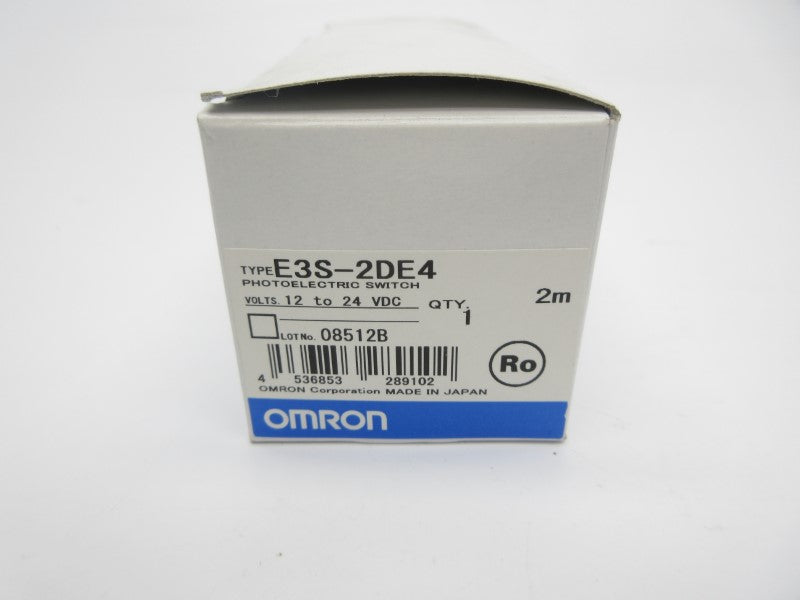 TYPE E3S-2DE4
PHOTOELECTRIC SWITCH
VOLTS. 12 to 24 VDC QTY. 1
2m
LOT No. 08512B
Ro
4 536853 289102
OMRON Corporation MADE IN JAPAN
OMRON